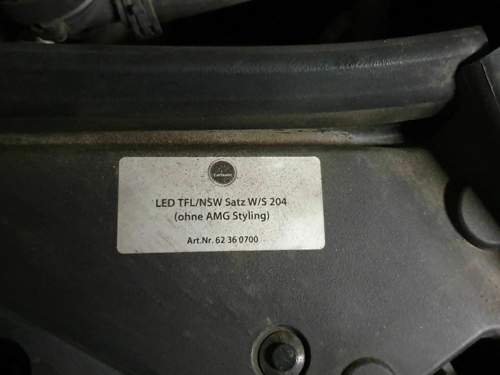 LED TFL/NSW Satz W/S 204
(ohne AMG Styling)
Art.Nr. 62 36 0700